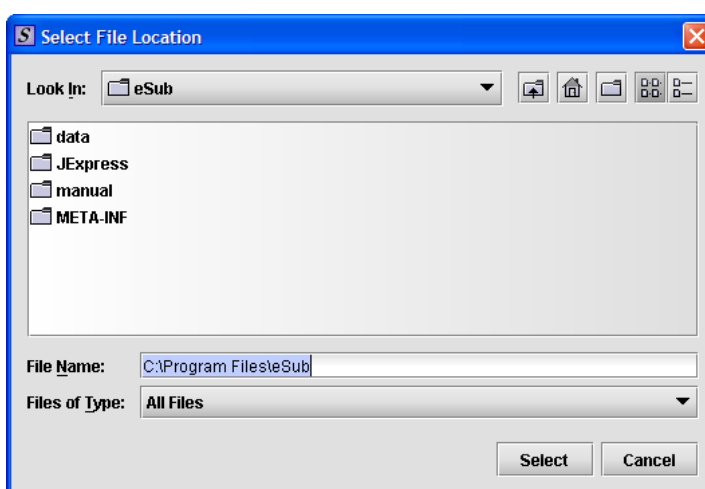 S Select File Location
Look In: eSub
data
JExpress
manual
META-INF
File Name: C:\Program Files\eSub
Files of Type: All Files
Select Cancel